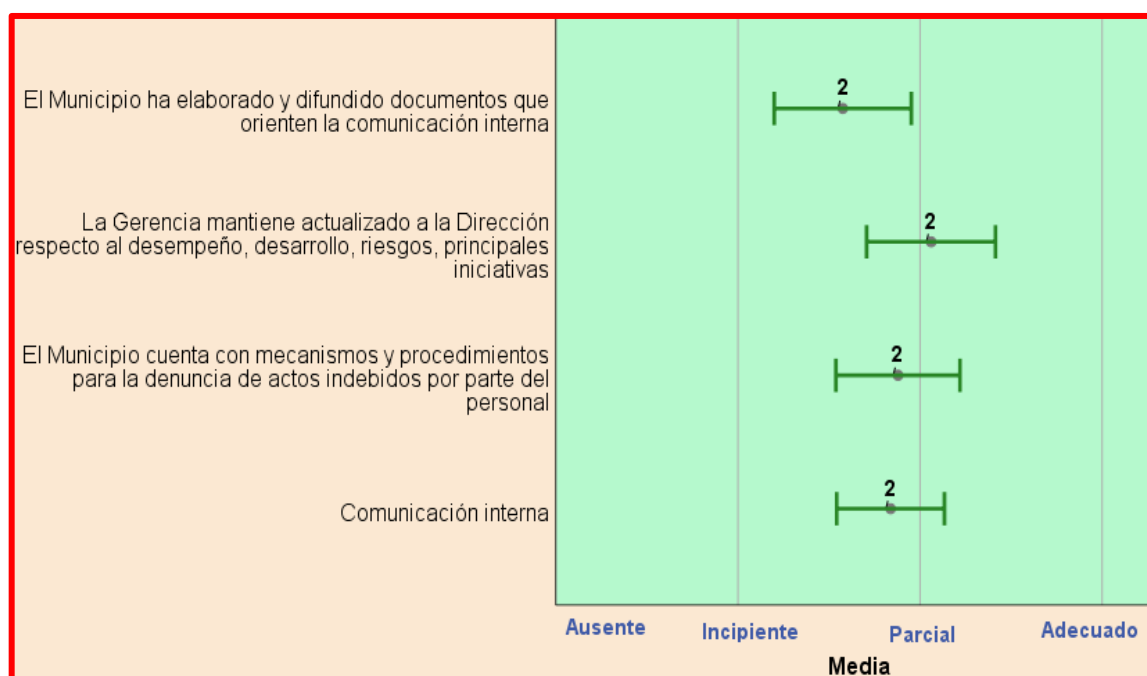 El Municipio ha elaborado y difundido documentos que
orienten la comunicación interna
2
La Gerencia mantiene actualizado a la Dirección
respecto al desempeño, desarrollo, riesgos, principales
iniciativas
2
El Municipio cuenta con mecanismos y procedimientos
para la denuncia de actos indebidos por parte del
personal
2
Comunicación interna
2
Ausente
Incipiente
Parcial
Adecuado
Media